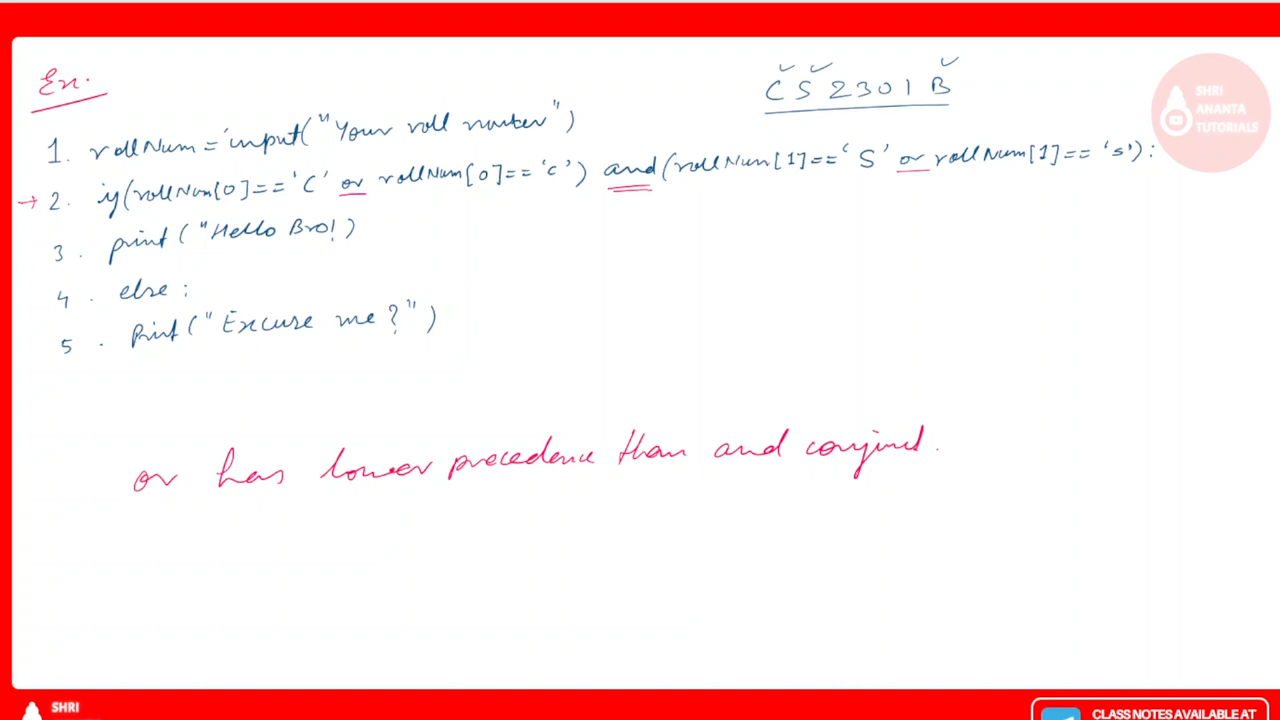 Ex.
CS2301B
SHRI
ANANTA
TUTORIALS
1. rollNum = input("Your roll number")
2. if(rollNum[0]=='C' or rollNum[0]=='c') and(rollNum[1]=='S' or rollNum[1]=='s'):
3. print("Hello Bro!)
4. else:
5. Print("Excuse me?")
or has lower precedence than and conjunct.
SHRI
CLASS NOTES AVAILABLE AT